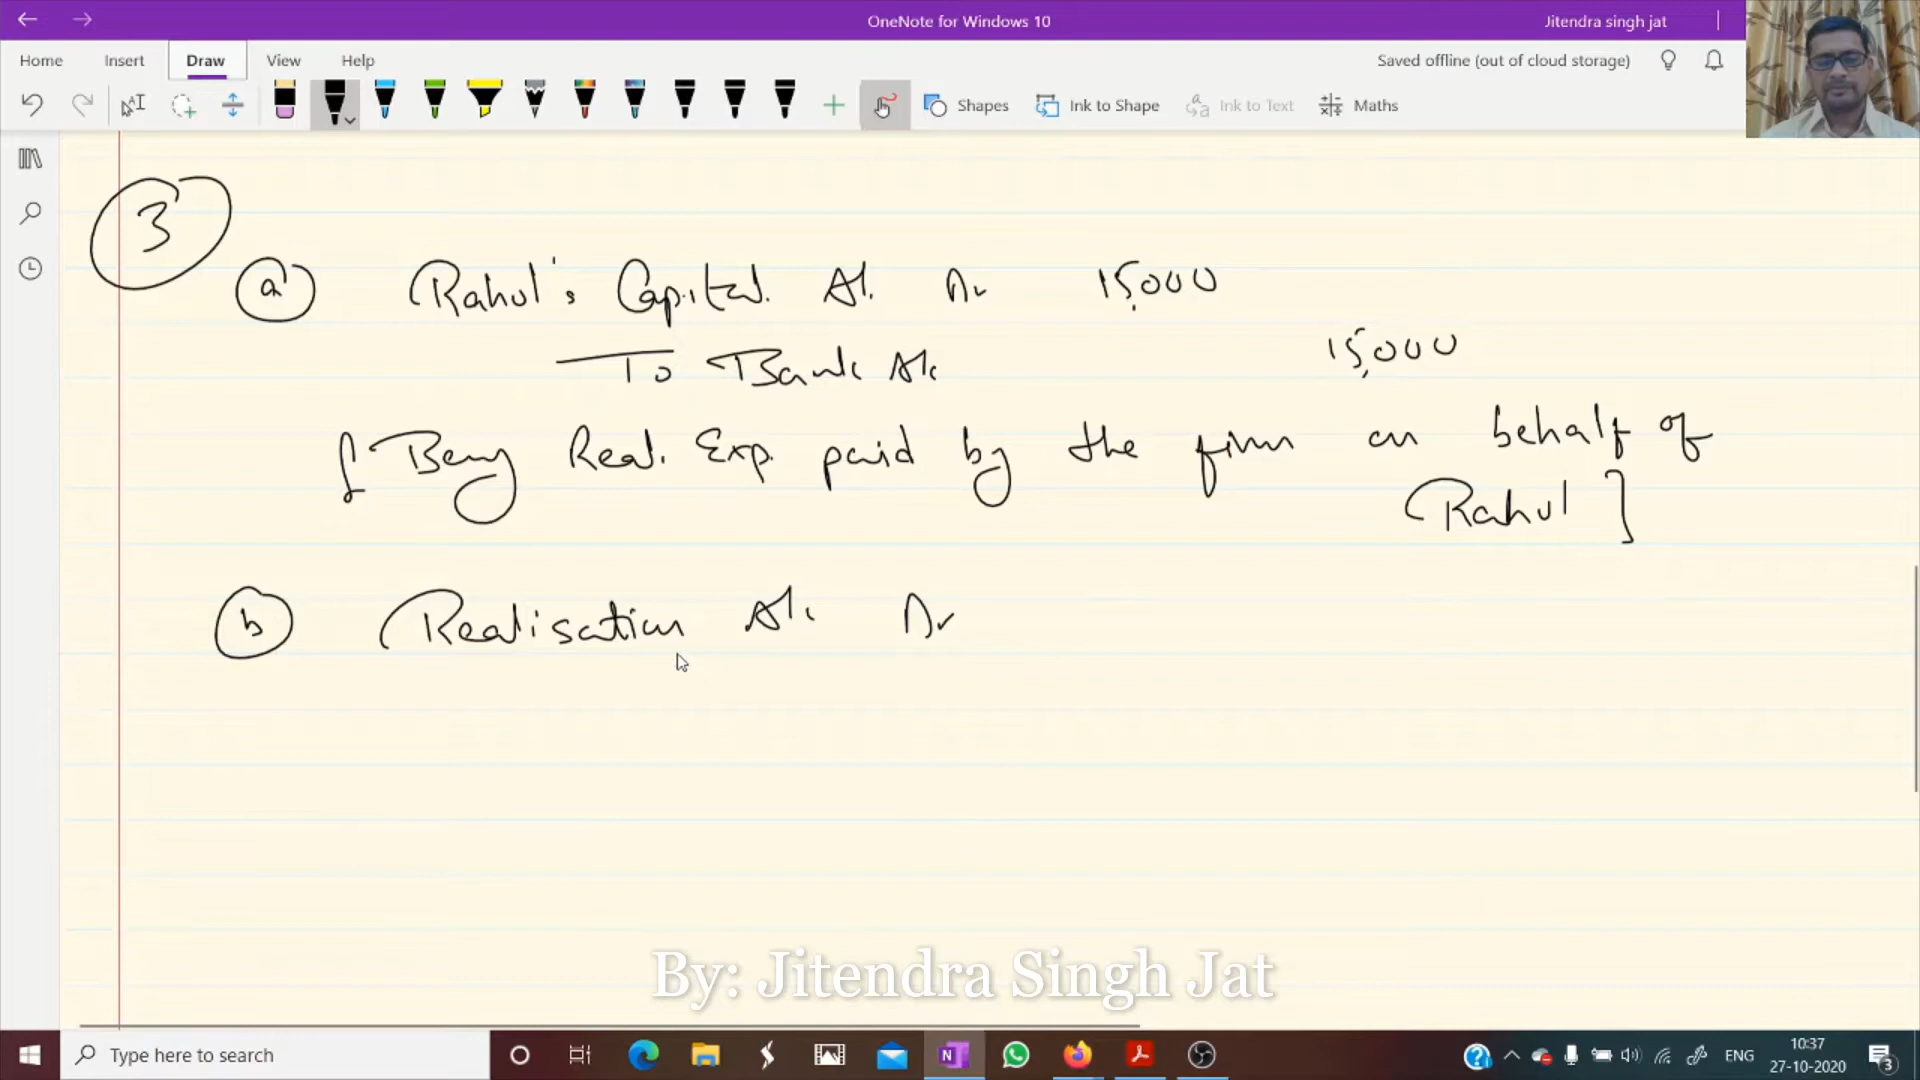 OneNote for Windows 10
Jitendra singh jat
Home Insert Draw View Help
Saved offline (out of cloud storage)
Shapes Ink to Shape Ink to Text Maths
3
a Rahul's Capital A/c Dr 15,000
To Bank A/c 15,000
[Being Real. Exp. paid by the firm on behalf of
Rahul]
b Realisation A/c Dr
By: Jitendra Singh Jat
Type here to search
N
ENG
10:37
27-10-2020
3